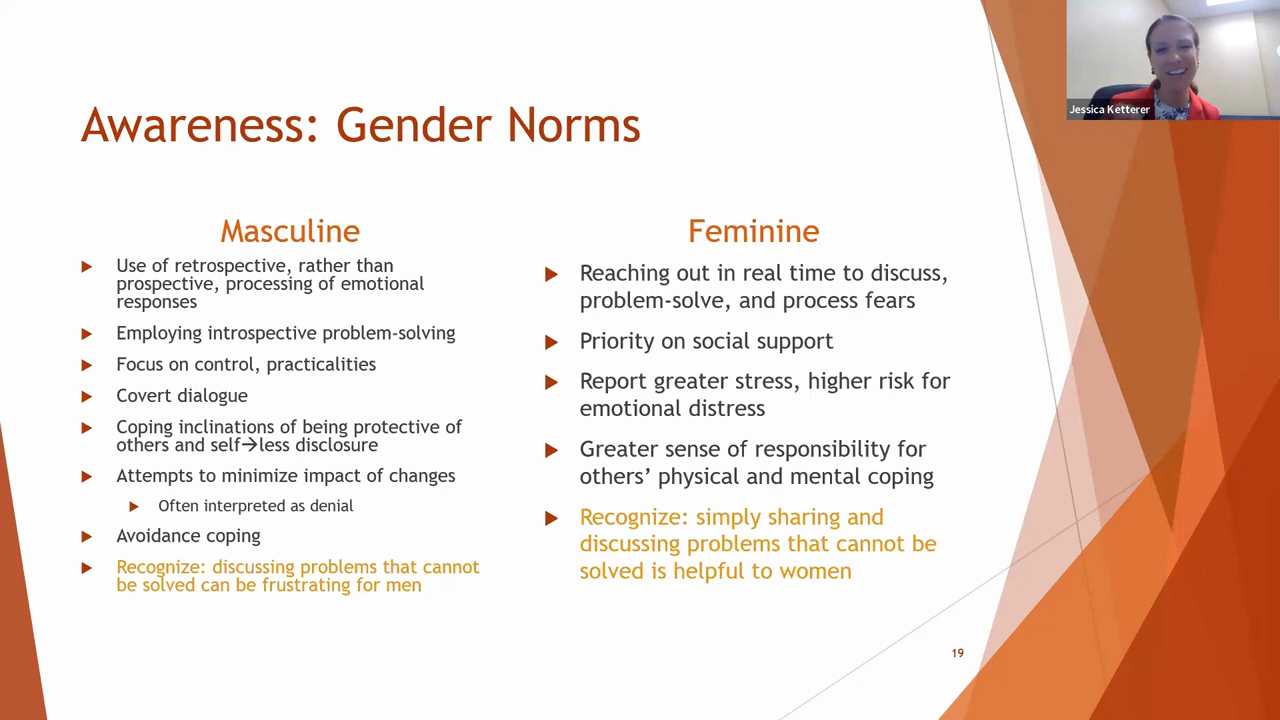 Awareness: Gender Norms
Masculine
Use of retrospective, rather than
prospective, processing of emotional
responses
Employing introspective problem-solving
Focus on control, practicalities
Covert dialogue
Coping inclinations of being protective of
others and self→less disclosure
Attempts to minimize impact of changes
Often interpreted as denial
Avoidance coping
Recognize: discussing problems that cannot
be solved can be frustrating for men
Feminine
Reaching out in real time to discuss,
problem-solve, and process fears
Priority on social support
Report greater stress, higher risk for
emotional distress
Greater sense of responsibility for
others’ physical and mental coping
Recognize: simply sharing and
discussing problems that cannot be
solved is helpful to women
19
Jessica Ketterer